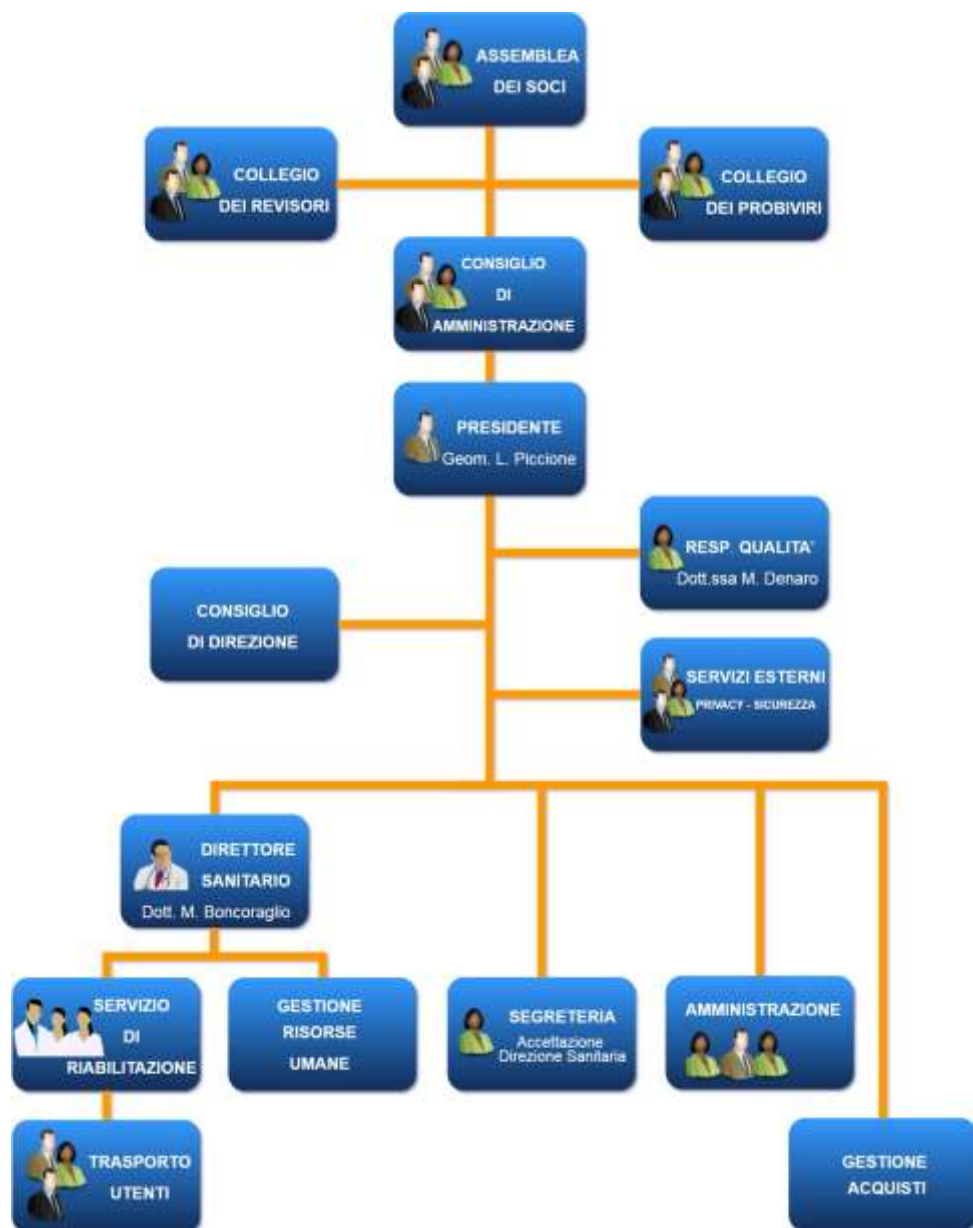 ASSEMBLEA
DEI SOCI
COLLEGIO
DEI REVISORI
COLLEGIO
DEI PROBIVIRI
CONSIGLIO
DI
AMMINISTRAZIONE
PRESIDENTE
Geom. L. Piccione
RESP. QUALITA'
Dott.ssa M. Denaro
CONSIGLIO
DI DIREZIONE
SERVIZI ESTERNI
PRIVACY - SICUREZZA
DIRETTORE
SANITARIO
Dott. M. Boncoraglio
SERVIZIO
DI
RIABILITAZIONE
GESTIONE
RISORSE
UMANE
SEGRETERIA
Accettazione
Direzione Sanitaria
AMMINISTRAZIONE
TRASPORTO
UTENTI
GESTIONE
ACQUISTI